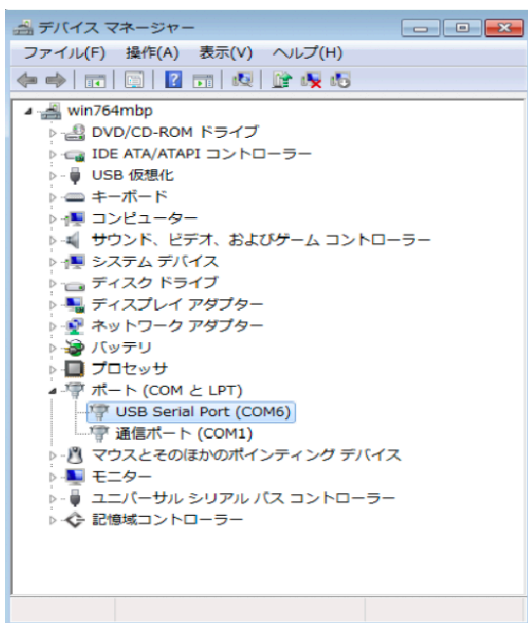 デバイス マネージャー
ファイル(F) 操作(A) 表示(V) ヘルプ(H)
win764mbp
DVD/CD-ROM ドライブ
IDE ATA/ATAPI コントローラー
USB 仮想化
キーボード
コンピューター
サウンド、ビデオ、およびゲーム コントローラー
システム デバイス
ディスク ドライブ
ディスプレイ アダプター
ネットワーク アダプター
バッテリ
プロセッサ
ポート (COM と LPT)
USB Serial Port (COM6)
通信ポート (COM1)
マウスとそのほかのポインティング デバイス
モニター
ユニバーサル シリアル バス コントローラー
記憶域コントローラー